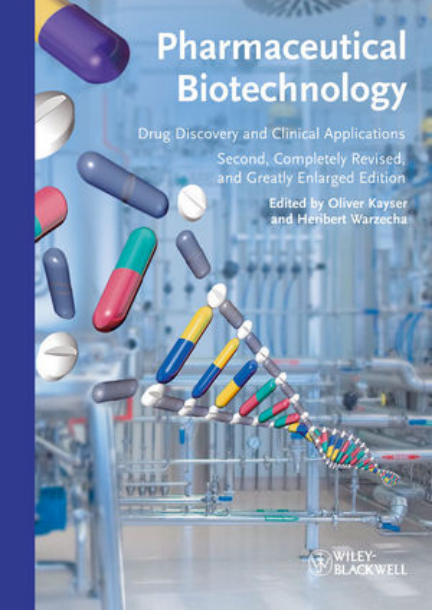 Pharmaceutical
Biotechnology
Drug Discovery and Clinical Applications
Second, Completely Revised,
and Greatly Enlarged Edition
Edited by Oliver Kayser
and Heribert Warzecha
WILEY-
BLACKWELL